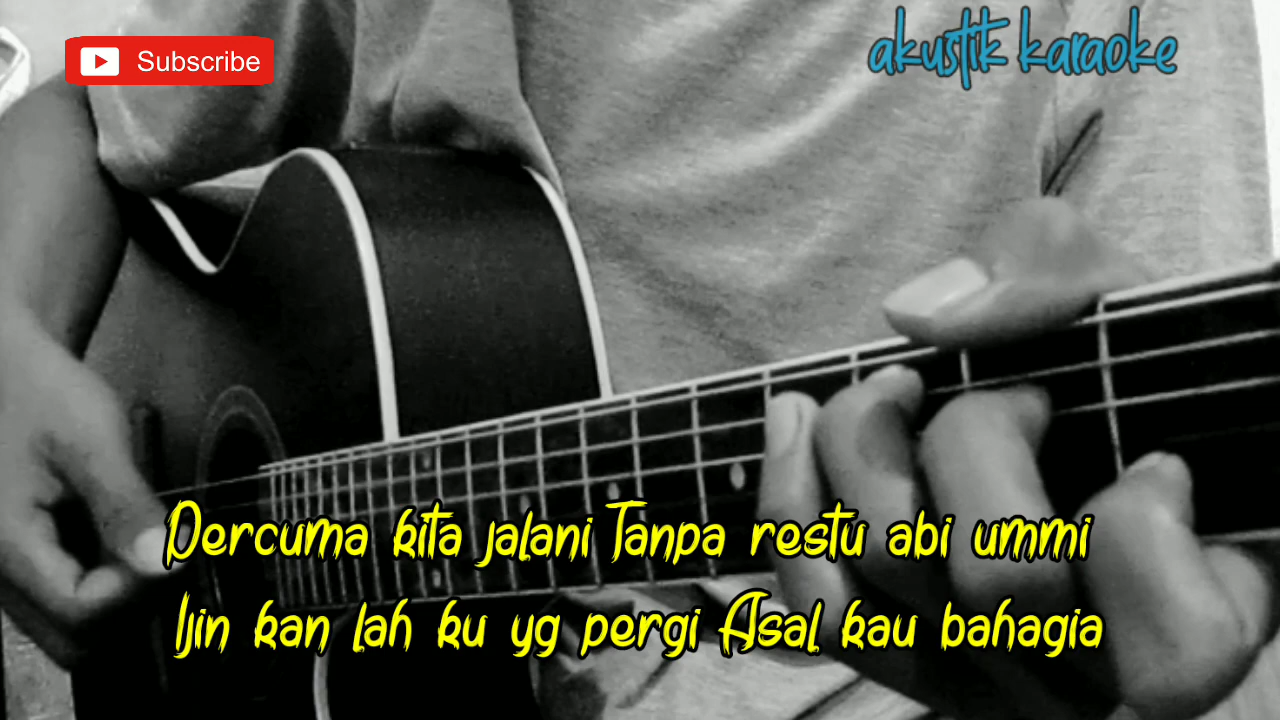 Subscribe
akustik karaoke
Percuma kita jalani Tanpa restu abi ummi
Ijin kan lah ku yg pergi Asal kau bahagia